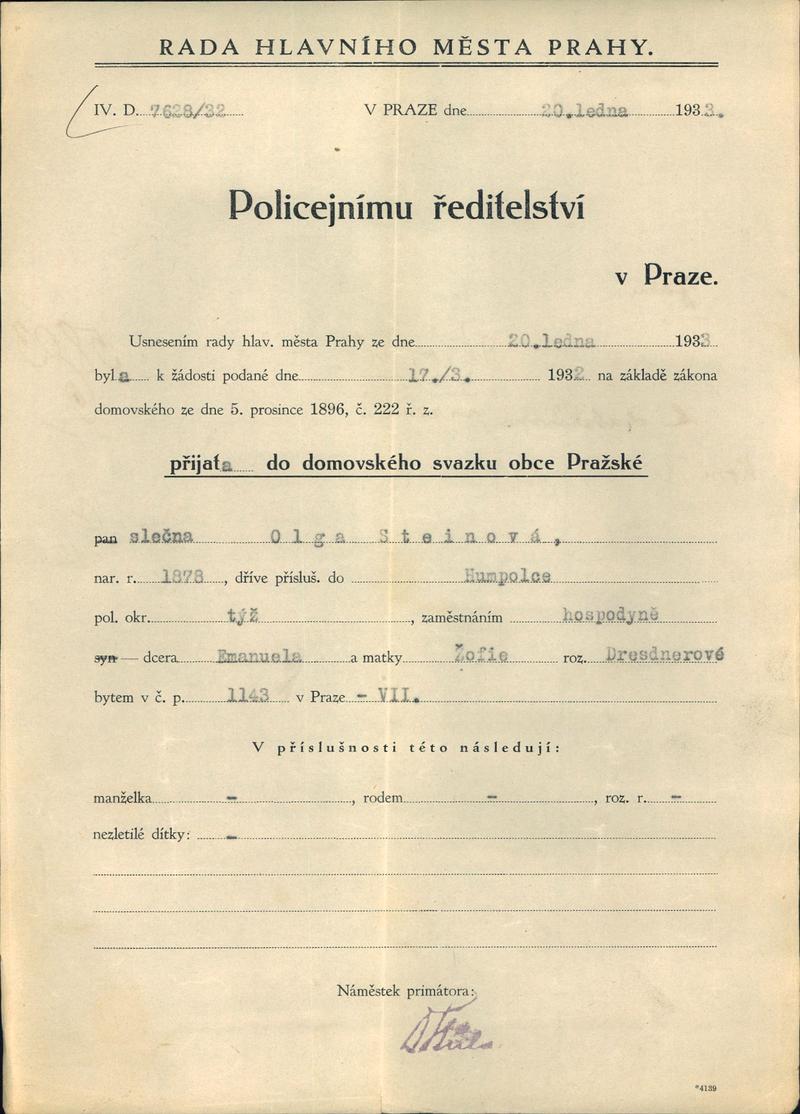 RADA HLAVNÍHO MĚSTA PRAHY.
IV. D. 7628/32 V PRAZE dne 20.ledna 1933.
Policejnímu ředitelství
v Praze.
Usnesením rady hlav. města Prahy ze dne 20.ledna 1933
byla k žádosti podané dne 17./3. 1932 na základě zákona
domovského ze dne 5. prosince 1896, č. 222 ř. z.
přijata do domovského svazku obce Pražské
pan slečna Olga Steinová,
nar. r. 1878, dříve přísluš. do Humpolce
pol. okr. týž, zaměstnáním hospodyně
syn — dcera Emanuela a matky Žofie roz. Dresdnerové
bytem v č. p. 1143 v Praze - VII.
V příslušnosti této následují:
manželka -, rodem -, roz. r. -
nezletilé dítky: -
Náměstek primátora:
*4139